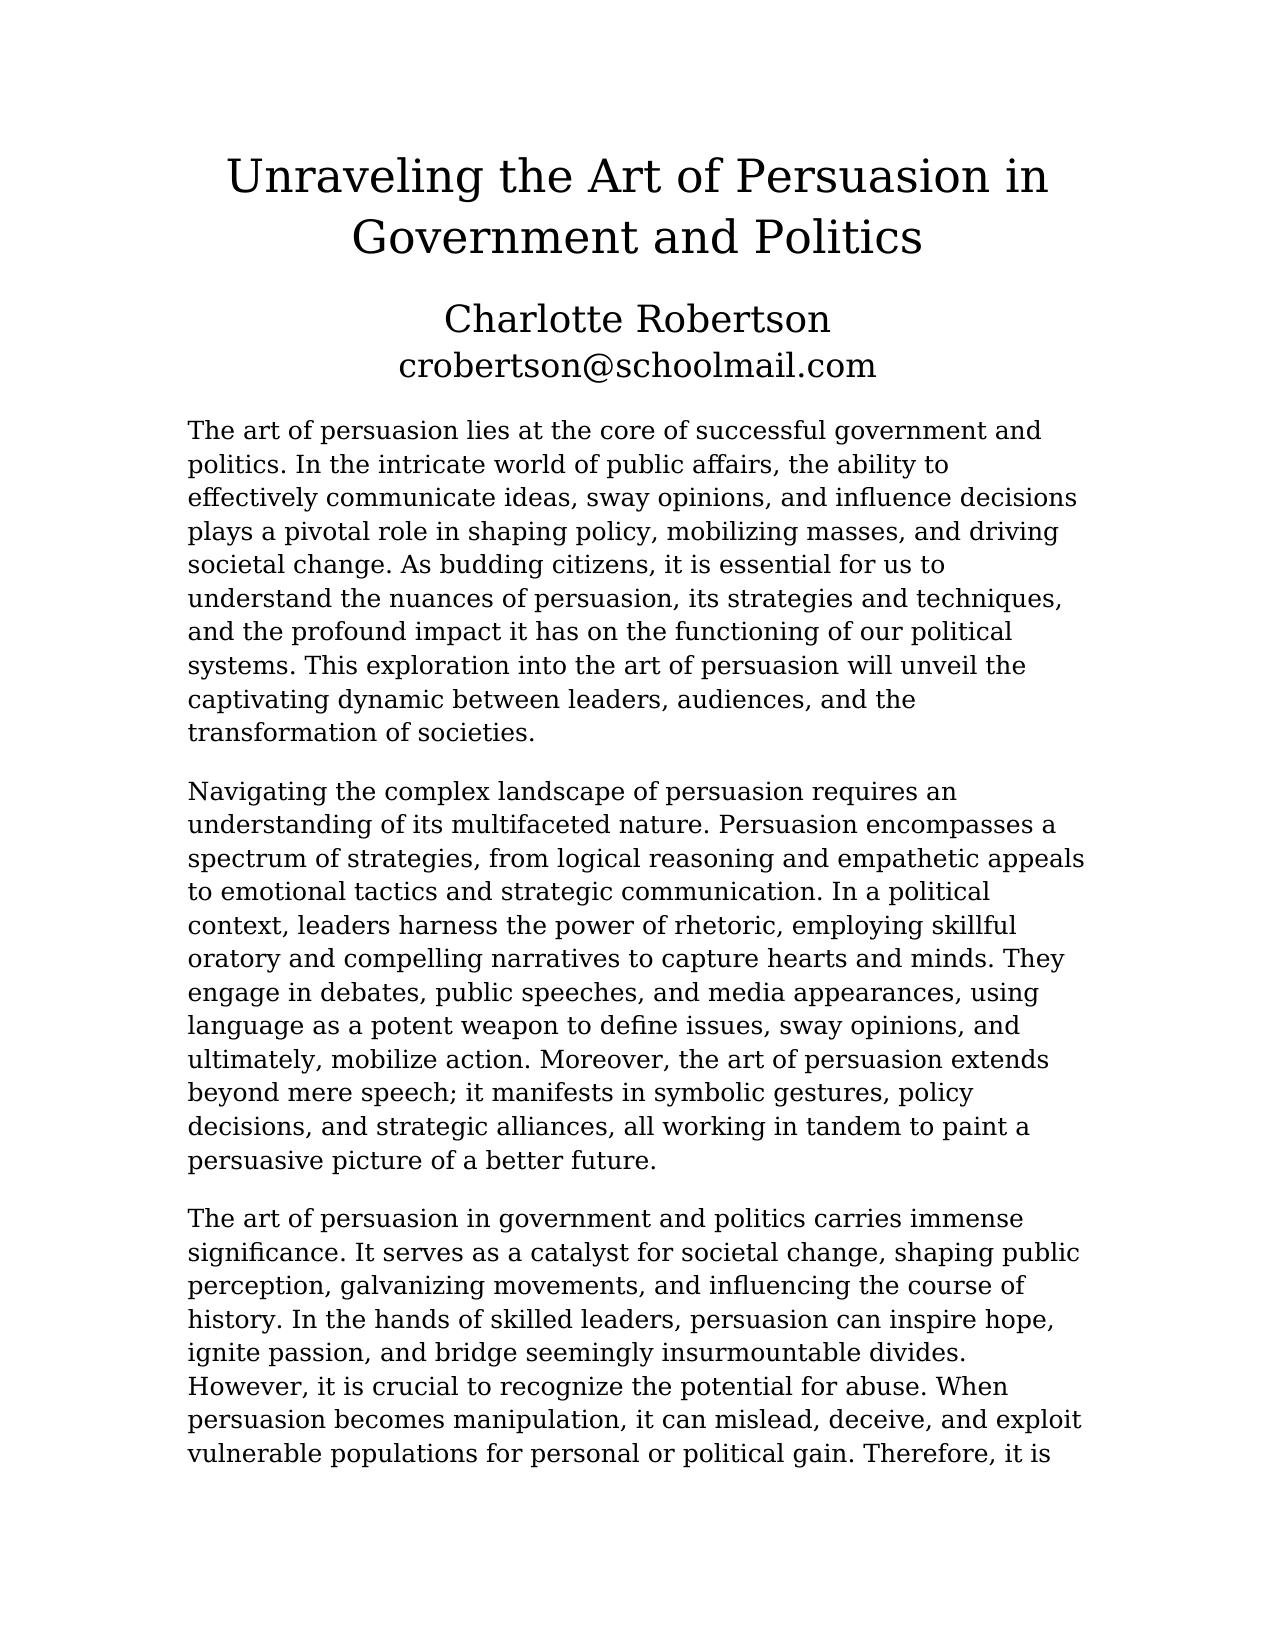 Unraveling the Art of Persuasion in
Government and Politics
Charlotte Robertson
crobertson@schoolmail.com
The art of persuasion lies at the core of successful government and
politics. In the intricate world of public affairs, the ability to
effectively communicate ideas, sway opinions, and influence decisions
plays a pivotal role in shaping policy, mobilizing masses, and driving
societal change. As budding citizens, it is essential for us to
understand the nuances of persuasion, its strategies and techniques,
and the profound impact it has on the functioning of our political
systems. This exploration into the art of persuasion will unveil the
captivating dynamic between leaders, audiences, and the
transformation of societies.
Navigating the complex landscape of persuasion requires an
understanding of its multifaceted nature. Persuasion encompasses a
spectrum of strategies, from logical reasoning and empathetic appeals
to emotional tactics and strategic communication. In a political
context, leaders harness the power of rhetoric, employing skillful
oratory and compelling narratives to capture hearts and minds. They
engage in debates, public speeches, and media appearances, using
language as a potent weapon to define issues, sway opinions, and
ultimately, mobilize action. Moreover, the art of persuasion extends
beyond mere speech; it manifests in symbolic gestures, policy
decisions, and strategic alliances, all working in tandem to paint a
persuasive picture of a better future.
The art of persuasion in government and politics carries immense
significance. It serves as a catalyst for societal change, shaping public
perception, galvanizing movements, and influencing the course of
history. In the hands of skilled leaders, persuasion can inspire hope,
ignite passion, and bridge seemingly insurmountable divides.
However, it is crucial to recognize the potential for abuse. When
persuasion becomes manipulation, it can mislead, deceive, and exploit
vulnerable populations for personal or political gain. Therefore, it is